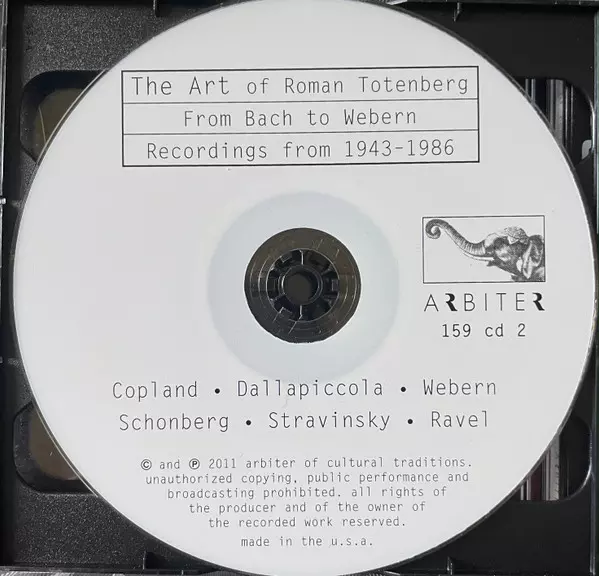 The Art of Roman Totenberg
From Bach to Webern
Recordings from 1943-1986
ARBITER
159 cd 2
Copland • Dallapiccola • Webern
Schonberg • Stravinsky • Ravel
© and ℗ 2011 arbiter of cultural traditions.
unauthorized copying, public performance and
broadcasting prohibited. all rights of
the producer and of the owner of
the recorded work reserved.
made in the u.s.a.